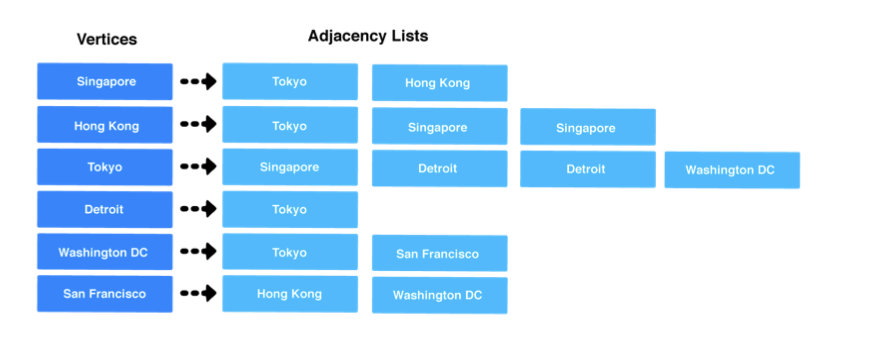 Vertices Adjacency Lists
Singapore Tokyo Hong Kong
Hong Kong Tokyo Singapore Singapore
Tokyo Singapore Detroit Detroit Washington DC
Detroit Tokyo
Washington DC Tokyo San Francisco
San Francisco Hong Kong Washington DC